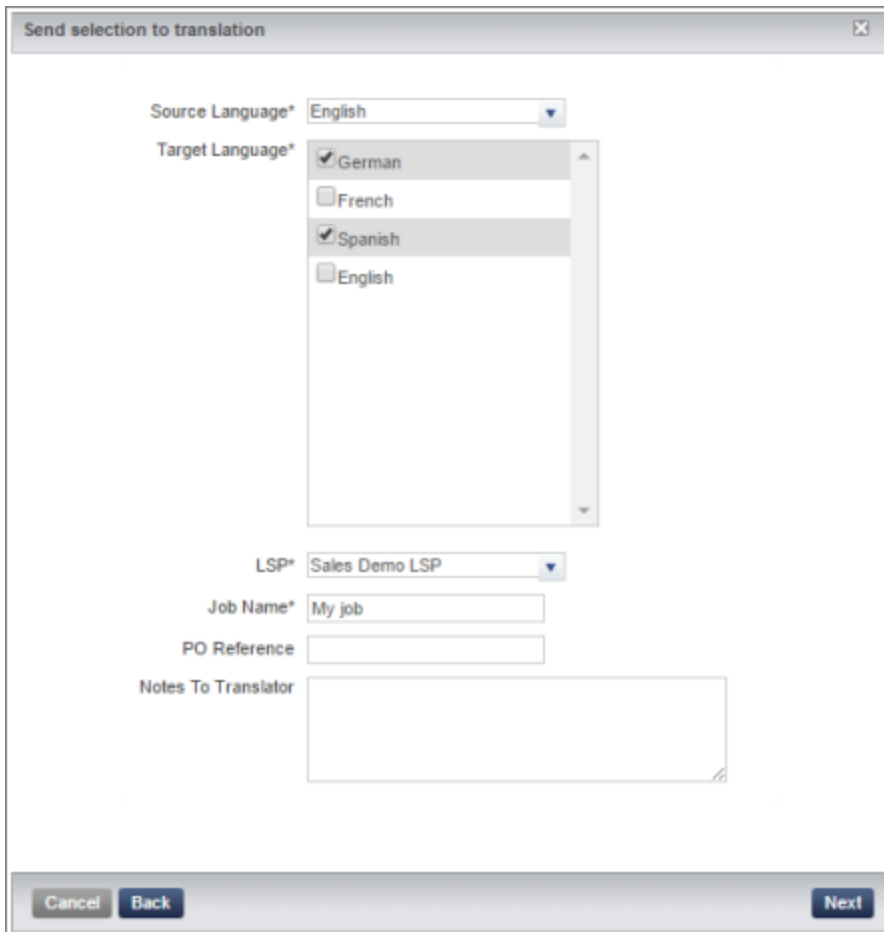 Send selection to translation
Source Language* English
Target Language*
German
French
Spanish
English
LSP* Sales Demo LSP
Job Name* My job
PO Reference
Notes To Translator
Cancel Back Next